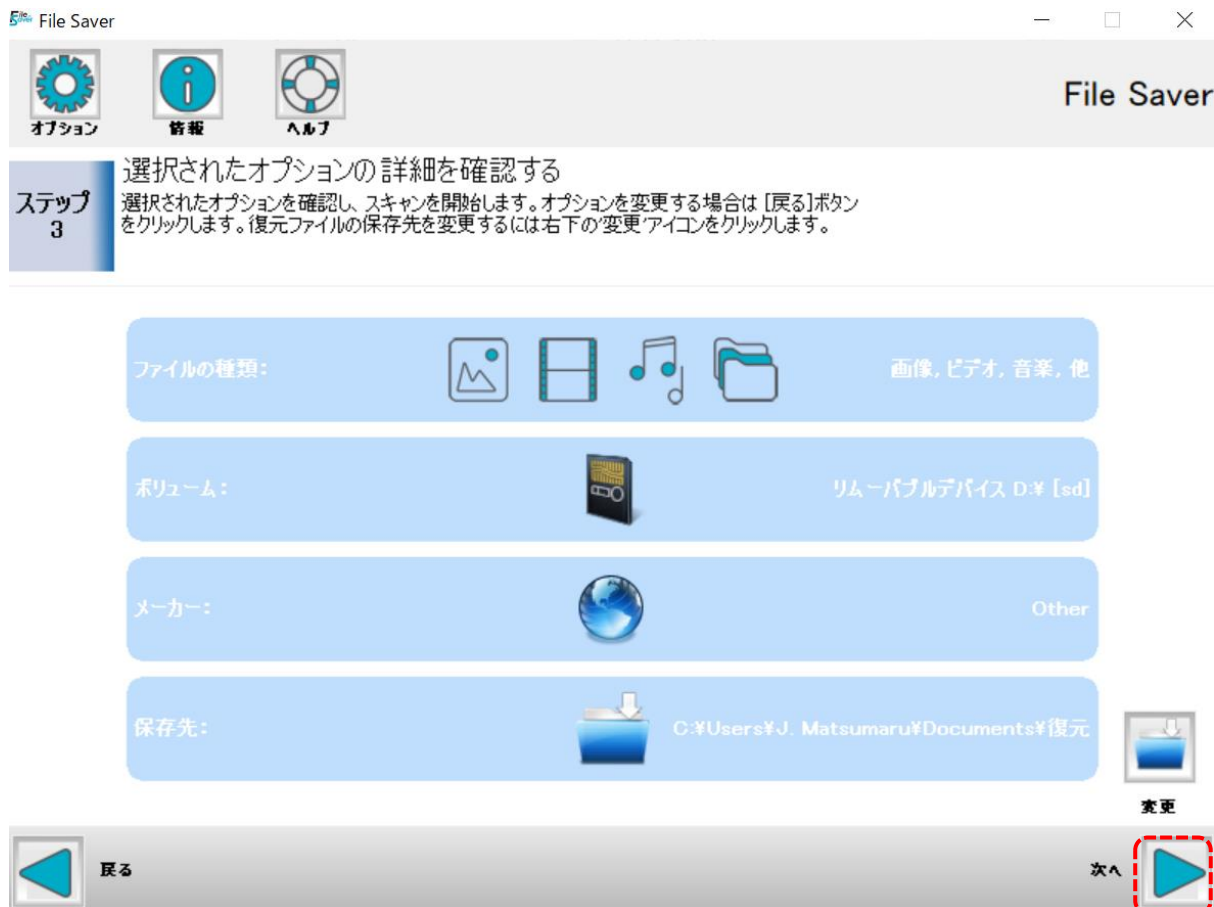 File Saver File Saver
オプション 情報 ヘルプ
File Saver
ステップ
3
選択されたオプションの詳細を確認する
選択されたオプションを確認し、スキャンを開始します。オプションを変更する場合は [戻る]ボタン
をクリックします。復元ファイルの保存先を変更するには右下の'変更'アイコンをクリックします。
ファイルの種類: 画像, ビデオ, 音楽, 他
ボリューム: リムーバブルデバイス D:¥ [sd]
メーカー: Other
保存先: C:¥Users¥J. Matsumaru¥Documents¥復元
変更
戻る 次へ